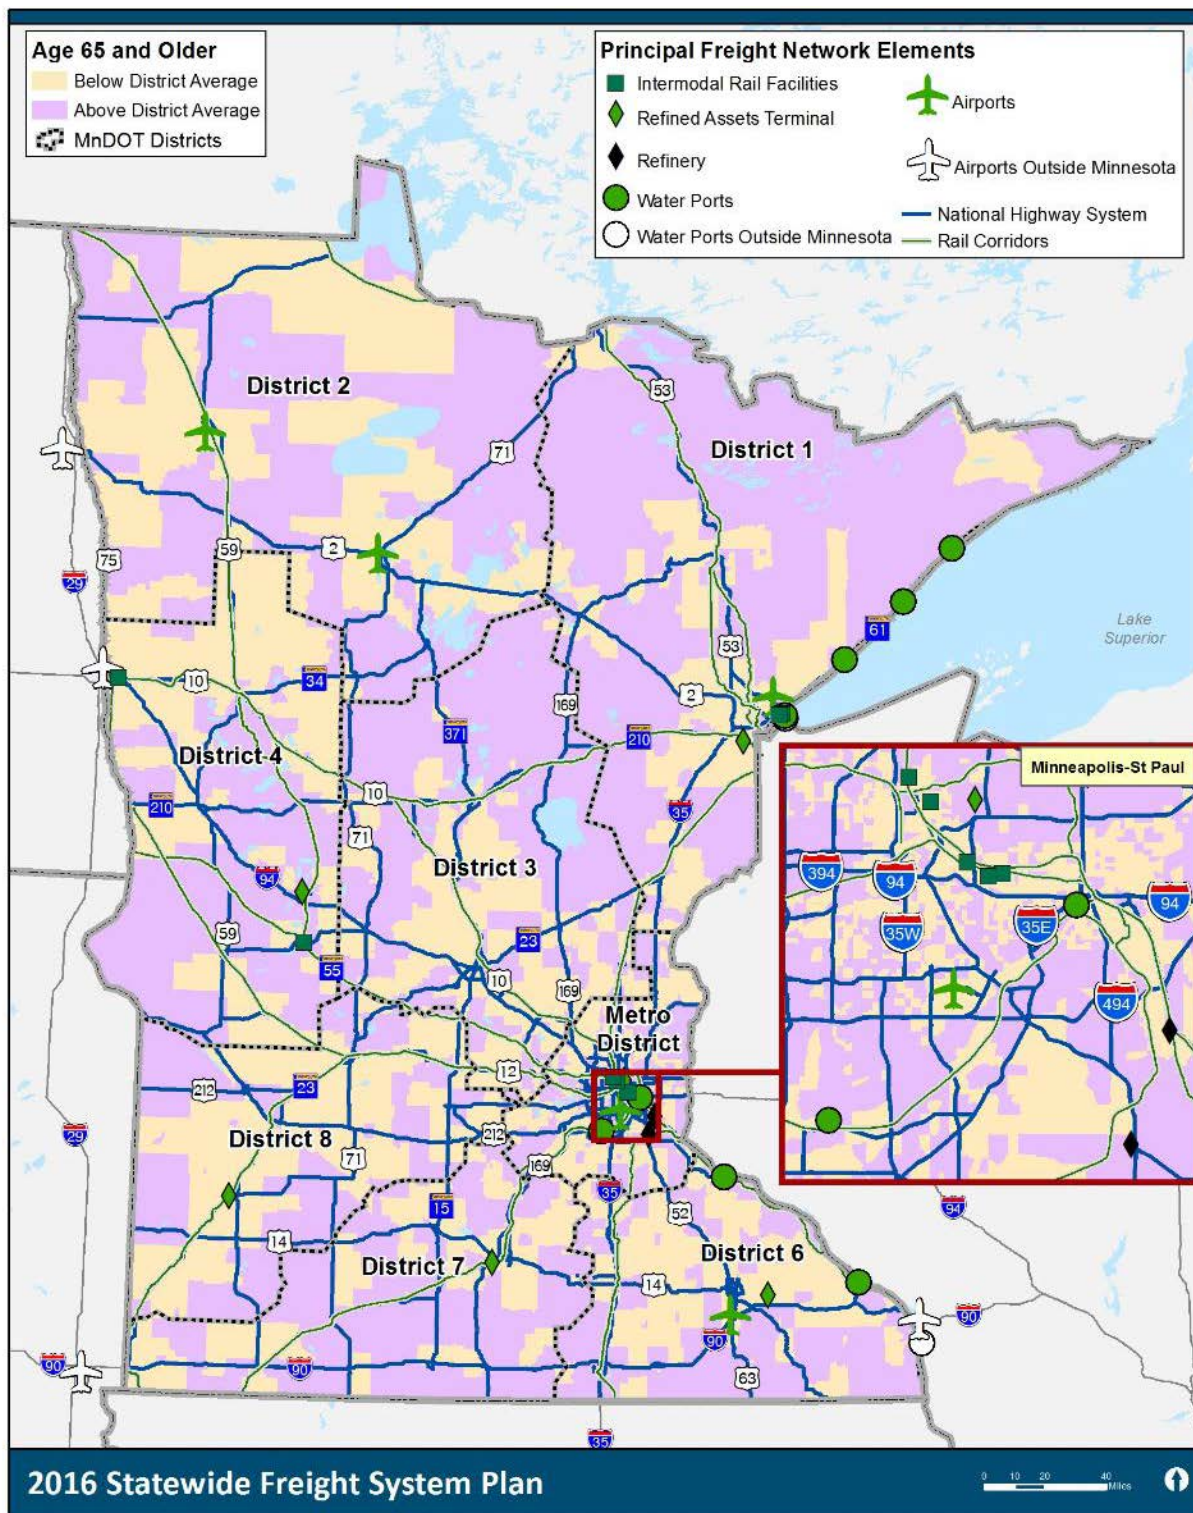 Age 65 and Older
Below District Average
Above District Average
MnDOT Districts
Principal Freight Network Elements
Intermodal Rail Facilities
Refined Assets Terminal
Refinery
Water Ports
Water Ports Outside Minnesota
Airports
Airports Outside Minnesota
National Highway System
Rail Corridors
District 2
53
District 1
71
75
59
2
29
61
Lake
Superior
53
10
34
2
169
371
210
District 4
10
210
71
35
Minneapolis-St Paul
District 3
94
394
94
94
35W
35E
59
23
55
10
169
494
Metro
District
12
212
23
29
District 8
212
71
169
35
15
52
94
14
District 7
District 6
14
90
90
90
90
63
35
2016 Statewide Freight System Plan
0 10 20 40
Miles